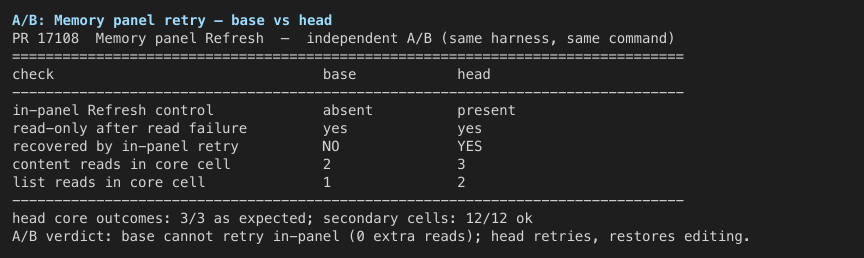 A/B: Memory panel retry — base vs head
PR 17108  Memory panel Refresh  —  independent A/B (same harness, same command)
================================================================================
check                                base            head
--------------------------------------------------------------------------------
in-panel Refresh control             absent          present
read-only after read failure         yes             yes
recovered by in-panel retry          NO              YES
content reads in core cell           2               3
list reads in core cell              1               2
--------------------------------------------------------------------------------
head core outcomes: 3/3 as expected; secondary cells: 12/12 ok
A/B verdict: base cannot retry in-panel (0 extra reads); head retries, restores editing.